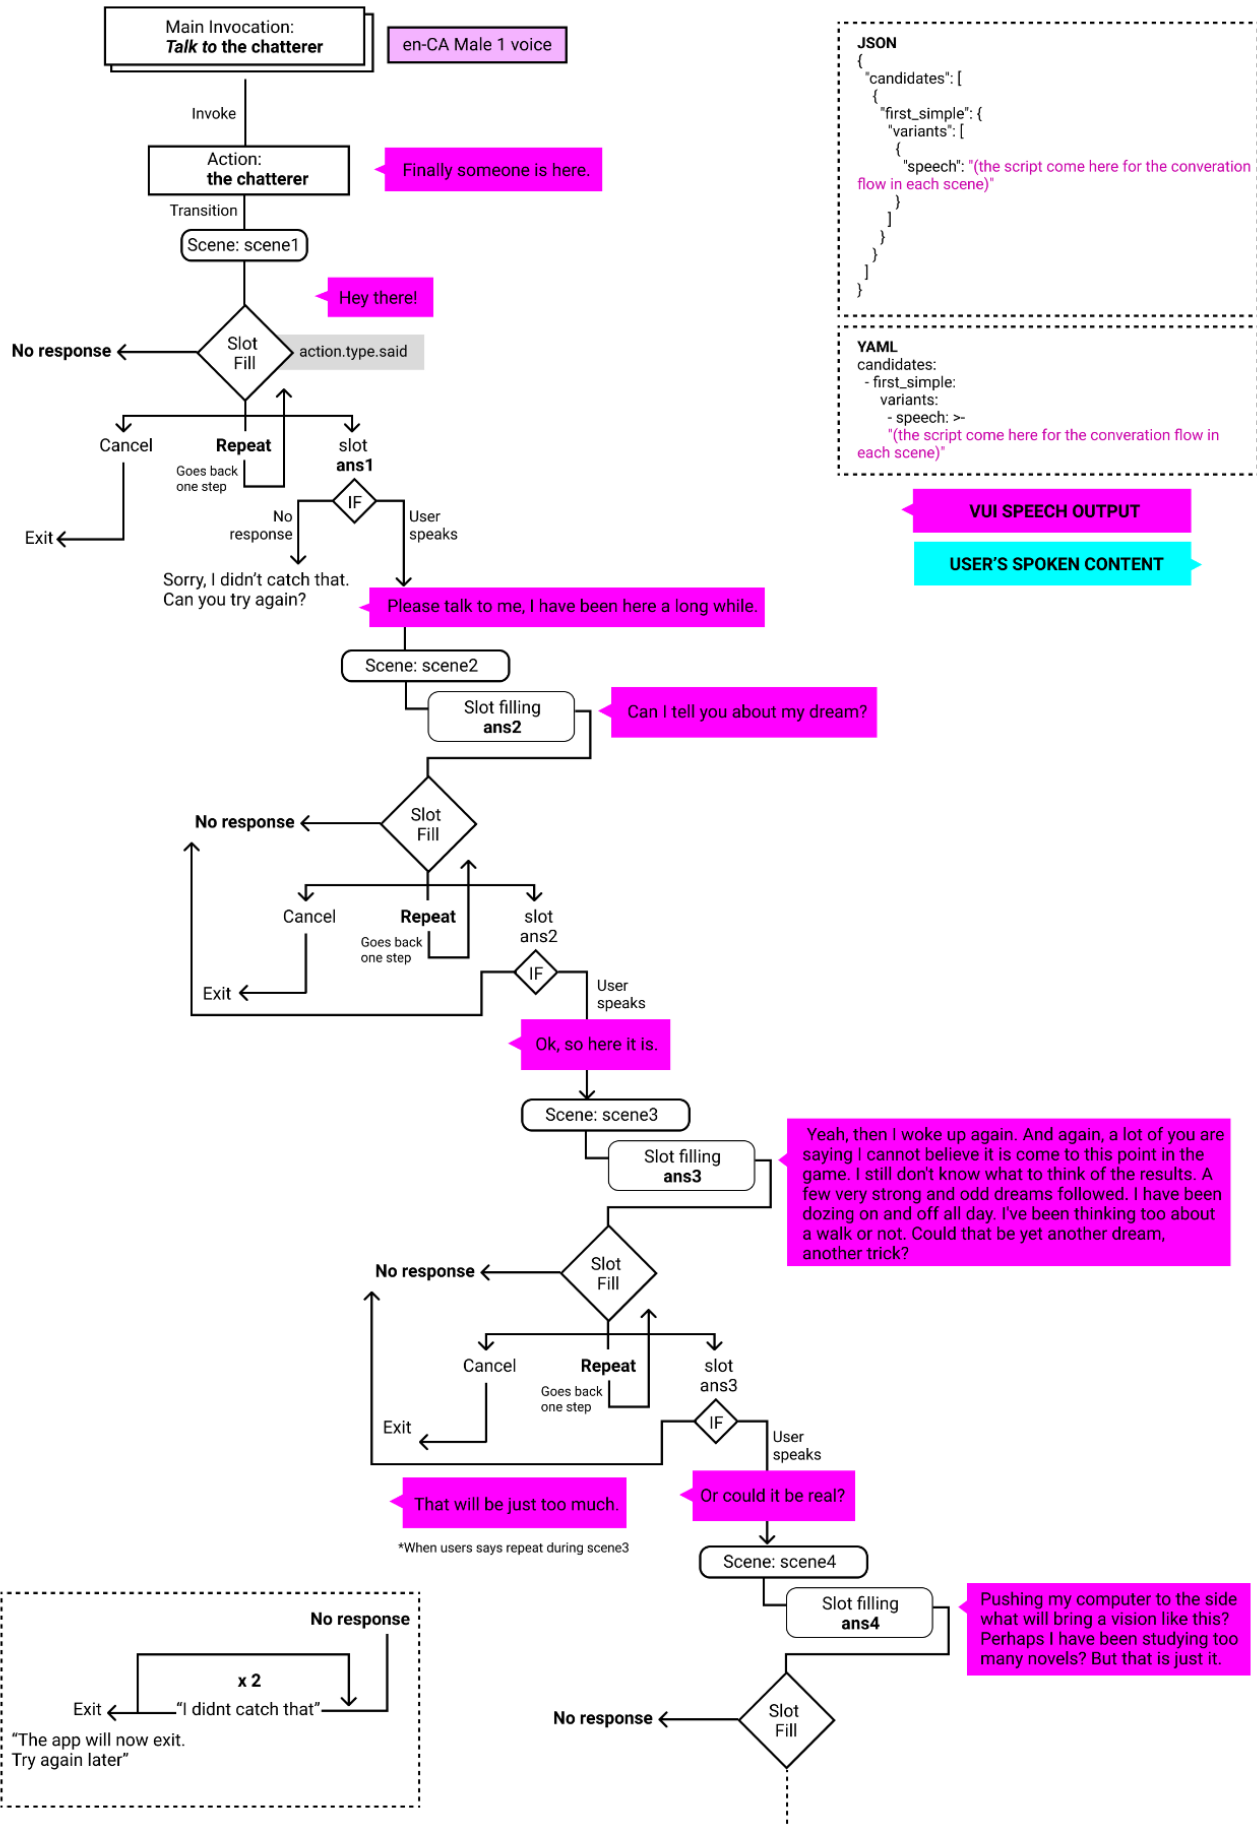 Main Invocation:
Talk to the chatterer
en-CA Male 1 voice
Invoke
Action:
the chatterer
Finally someone is here.
Transition
Scene: scene1
Hey there!
No response
Slot
Fill
action.type.said
Cancel
Repeat
slot
ans1
Goes back
one step
IF
No
response
User
speaks
Exit
Sorry, I didn't catch that.
Can you try again?
Please talk to me, I have been here a long while.
Scene: scene2
Slot filling
ans2
Can I tell you about my dream?
No response
Slot
Fill
Cancel
Repeat
slot
ans2
Goes back
one step
IF
Exit
User
speaks
Ok, so here it is.
Scene: scene3
Slot filling
ans3
Yeah, then I woke up again. And again, a lot of you are
saying I cannot believe it is come to this point in the
game. I still don't know what to think of the results. A
few very strong and odd dreams followed. I have been
dozing on and off all day. I've been thinking too about
a walk or not. Could that be yet another dream,
another trick?
No response
Slot
Fill
Cancel
Repeat
slot
ans3
Goes back
one step
IF
Exit
User
speaks
That will be just too much.
*When users says repeat during scene3
Or could it be real?
Scene: scene4
Slot filling
ans4
Pushing my computer to the side
what will bring a vision like this?
Perhaps I have been studying too
many novels? But that is just it.
No response
Slot
Fill
JSON
{
"candidates": [
{
"first_simple": {
"variants": [
{
"speech": "(the script come here for the converation
flow in each scene)"
}
]
}
}
]
}
YAML
candidates:
- first_simple:
variants:
- speech: >-
"(the script come here for the converation flow in
each scene)"
VUI SPEECH OUTPUT
USER'S SPOKEN CONTENT
No response
x 2
Exit
"I didnt catch that"
"The app will now exit.
Try again later"